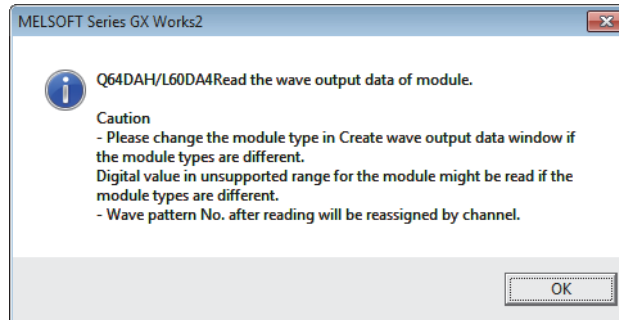 MELSOFT Series GX Works2
Q64DAH/L60DA4Read the wave output data of module.
Caution
- Please change the module type in Create wave output data window if
the module types are different.
Digital value in unsupported range for the module might be read if the
module types are different.
- Wave pattern No. after reading will be reassigned by channel.
OK